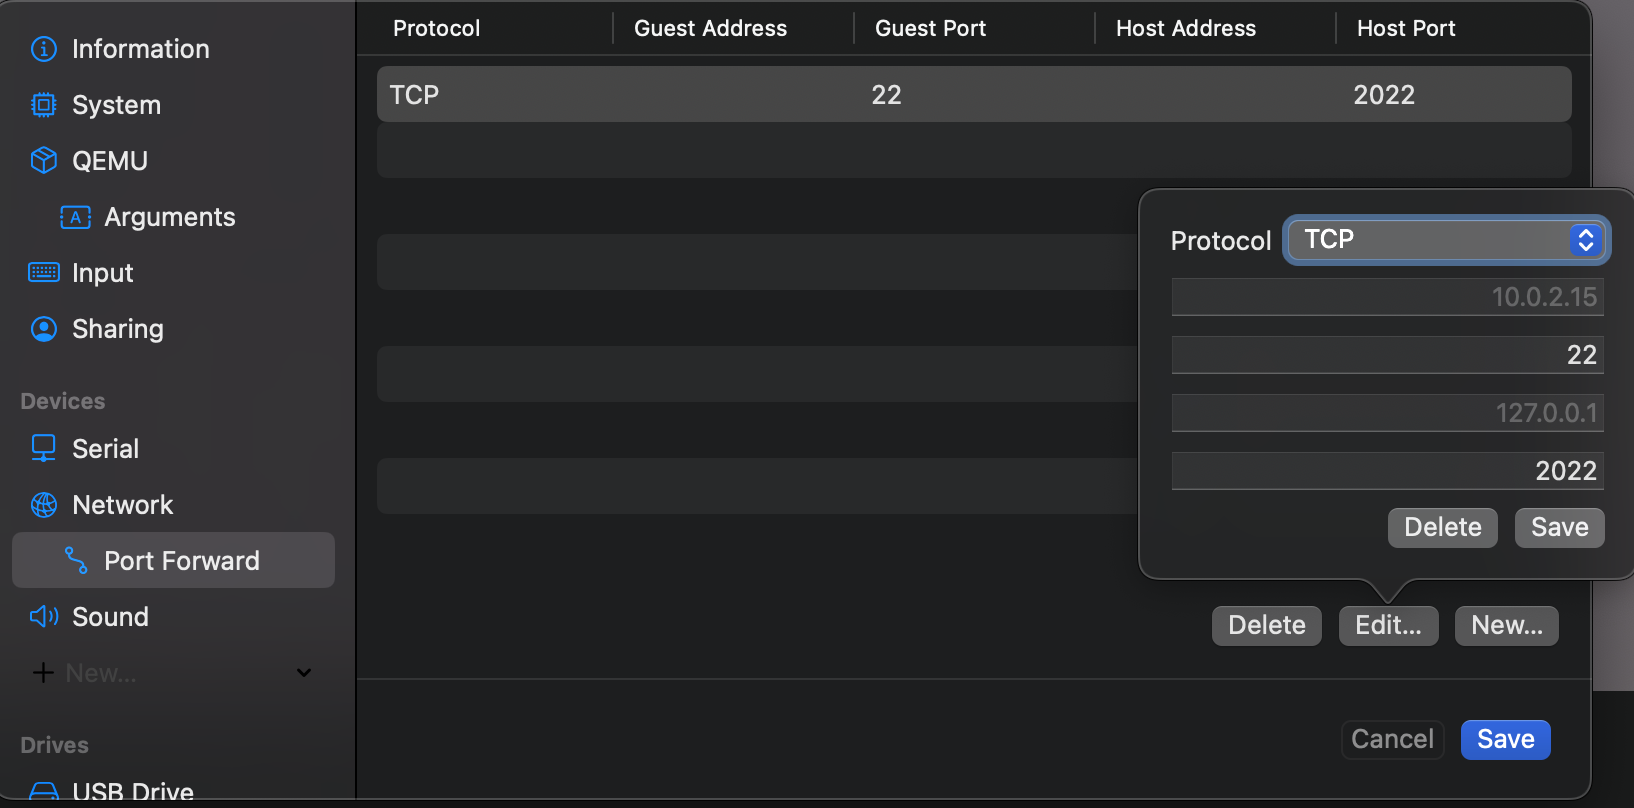 Information
System
QEMU
Arguments
Input
Sharing
Devices
Serial
Network
Port Forward
Sound
New...
Drives
USB Drive
Protocol Guest Address Guest Port Host Address Host Port
TCP 22 2022
Protocol TCP
10.0.2.15
22
127.0.0.1
2022
Delete Save
Delete Edit... New...
Cancel Save